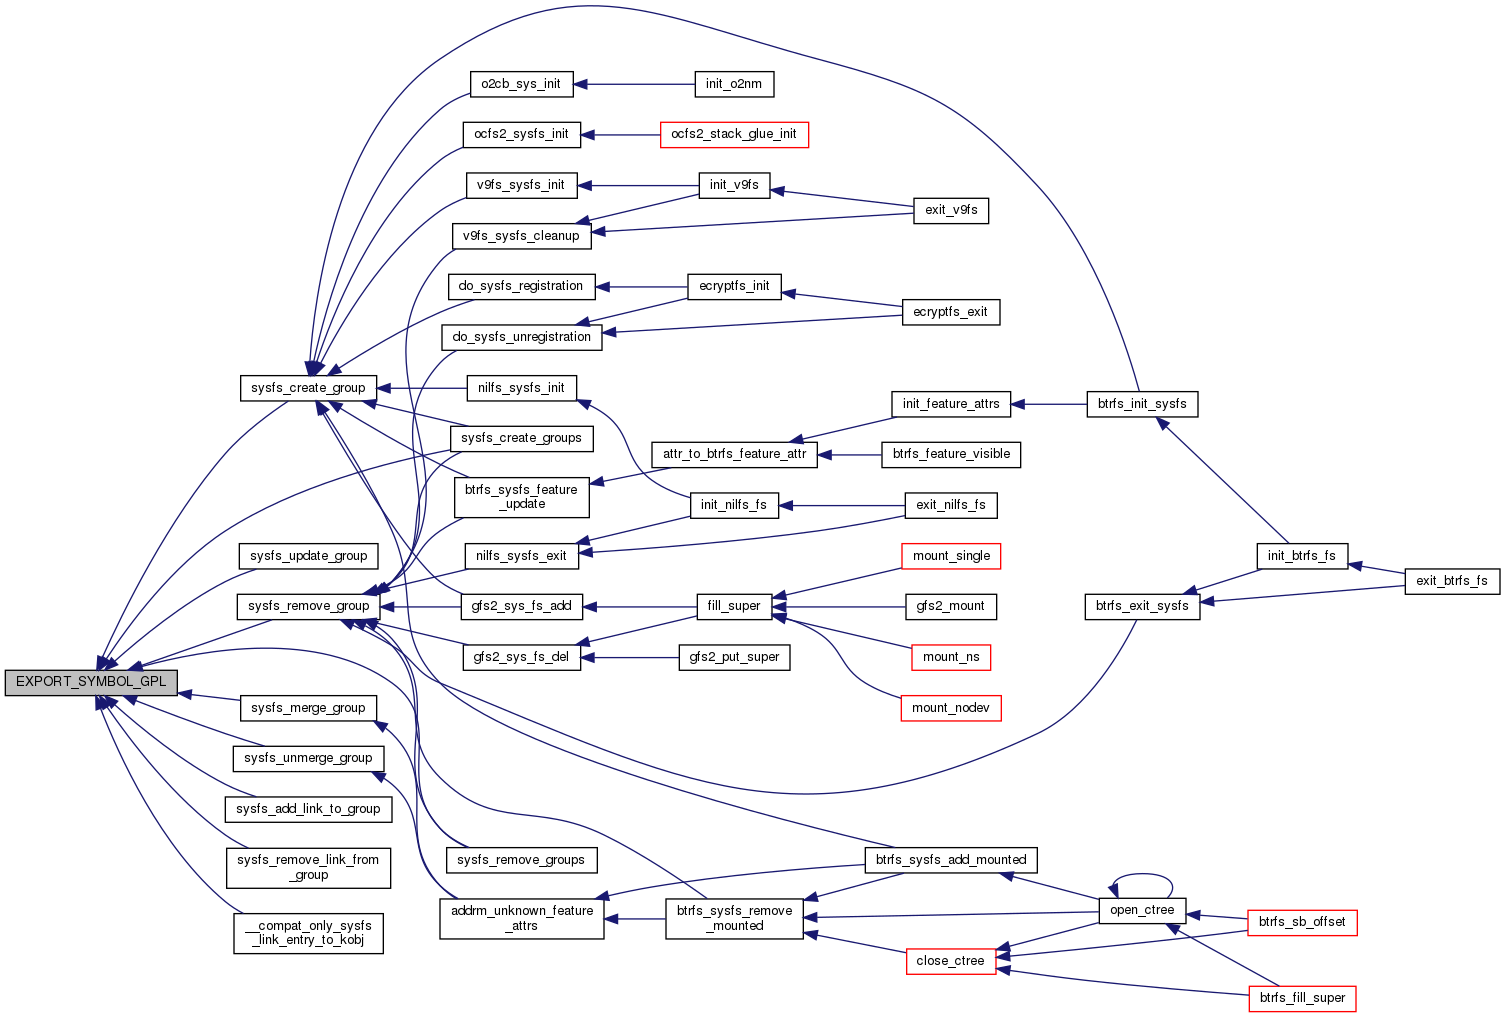 o2cb_sys_init
init_o2nm
ocfs2_sysfs_init
ocfs2_stack_glue_init
v9fs_sysfs_init
init_v9fs
exit_v9fs
v9fs_sysfs_cleanup
do_sysfs_registration
ecryptfs_init
ecryptfs_exit
do_sysfs_unregistration
sysfs_create_group
nilfs_sysfs_init
init_feature_attrs
btrfs_init_sysfs
sysfs_create_groups
attr_to_btrfs_feature_attr
btrfs_feature_visible
btrfs_sysfs_feature
_update
init_nilfs_fs
exit_nilfs_fs
sysfs_update_group
nilfs_sysfs_exit
mount_single
init_btrfs_fs
exit_btrfs_fs
sysfs_remove_group
gfs2_sys_fs_add
fill_super
gfs2_mount
btrfs_exit_sysfs
gfs2_sys_fs_del
gfs2_put_super
mount_ns
EXPORT_SYMBOL_GPL
sysfs_merge_group
mount_nodev
sysfs_unmerge_group
sysfs_add_link_to_group
sysfs_remove_link_from
_group
sysfs_remove_groups
btrfs_sysfs_add_mounted
__compat_only_sysfs
_link_entry_to_kobj
addrm_unknown_feature
_attrs
btrfs_sysfs_remove
_mounted
open_ctree
btrfs_sb_offset
close_ctree
btrfs_fill_super